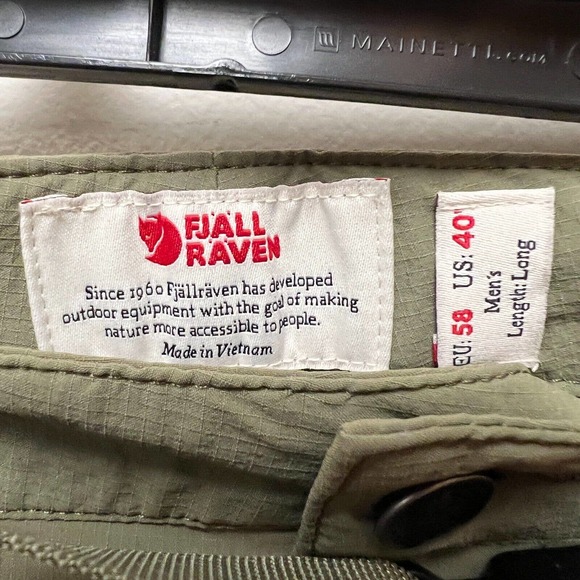 MAINETTI.COM
FJÄLL
RÄVEN
Since 1960 Fjällräven has developed
outdoor equipment with the goal of making
nature more accessible to people.
Made in Vietnam
EU: 58 US: 40
Men's
Length: Long